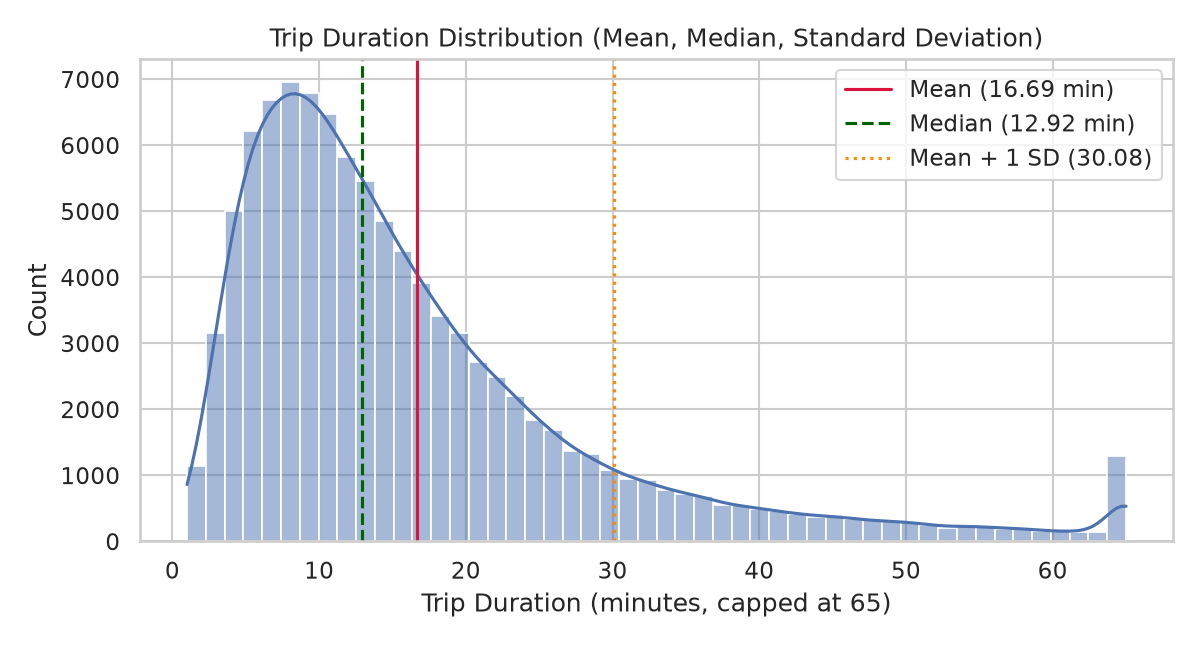 Trip Duration Distribution (Mean, Median, Standard Deviation)
Mean (16.69 min)
Median (12.92 min)
Mean + 1 SD (30.08)
Count
7000
6000
5000
4000
3000
2000
1000
0
0 10 20 30 40 50 60
Trip Duration (minutes, capped at 65)